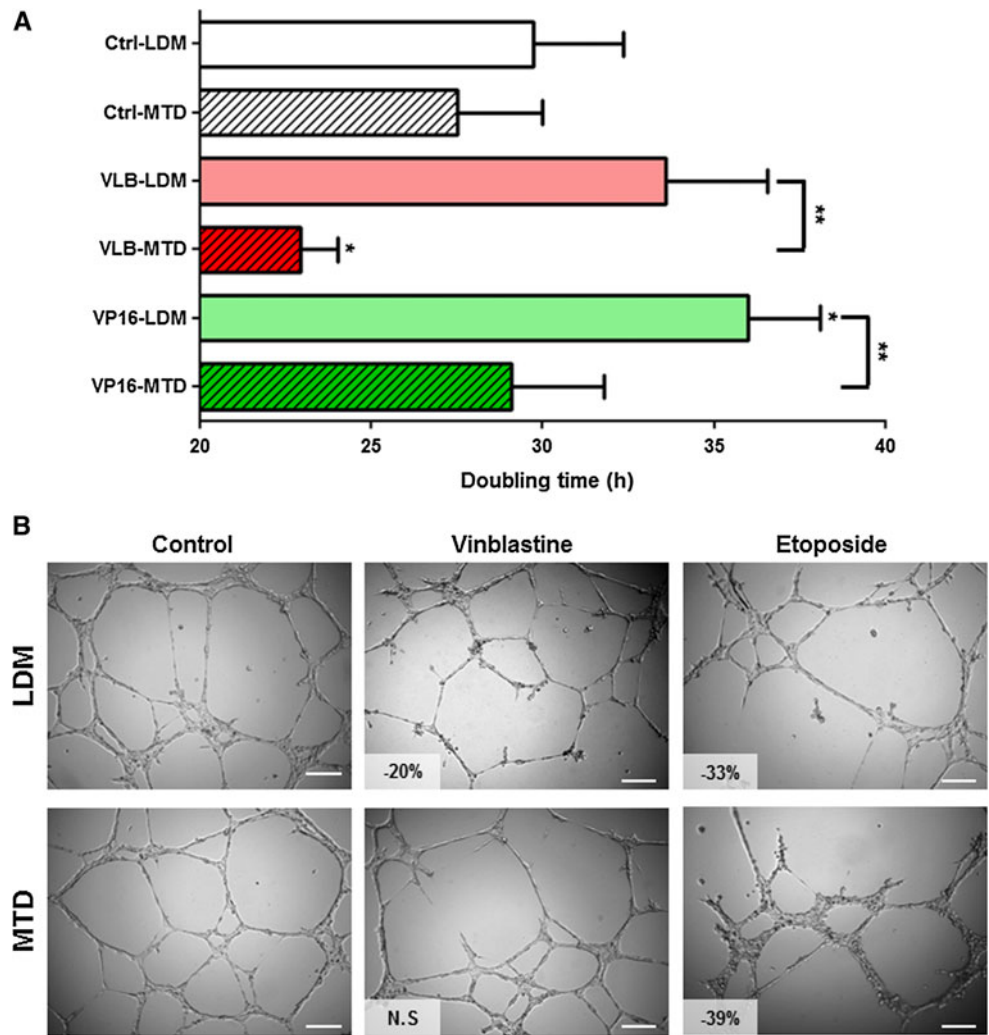 A
Ctrl-LDM
Ctrl-MTD
VLB-LDM
**
VLB-MTD
*
VP16-LDM
*
**
VP16-MTD
20 25 30 35 40
Doubling time (h)
B
Control Vinblastine Etoposide
LDM
-20% -33%
MTD
N.S -39%